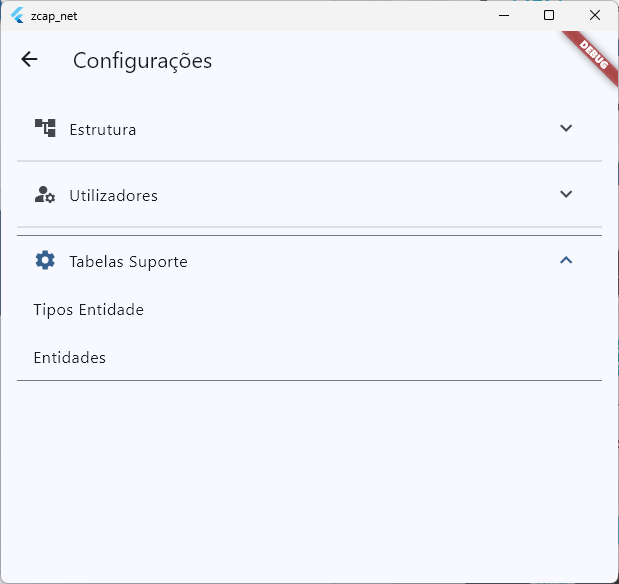 zcap_net
DEBUG
Configurações
Estrutura
Utilizadores
Tabelas Suporte
Tipos Entidade
Entidades